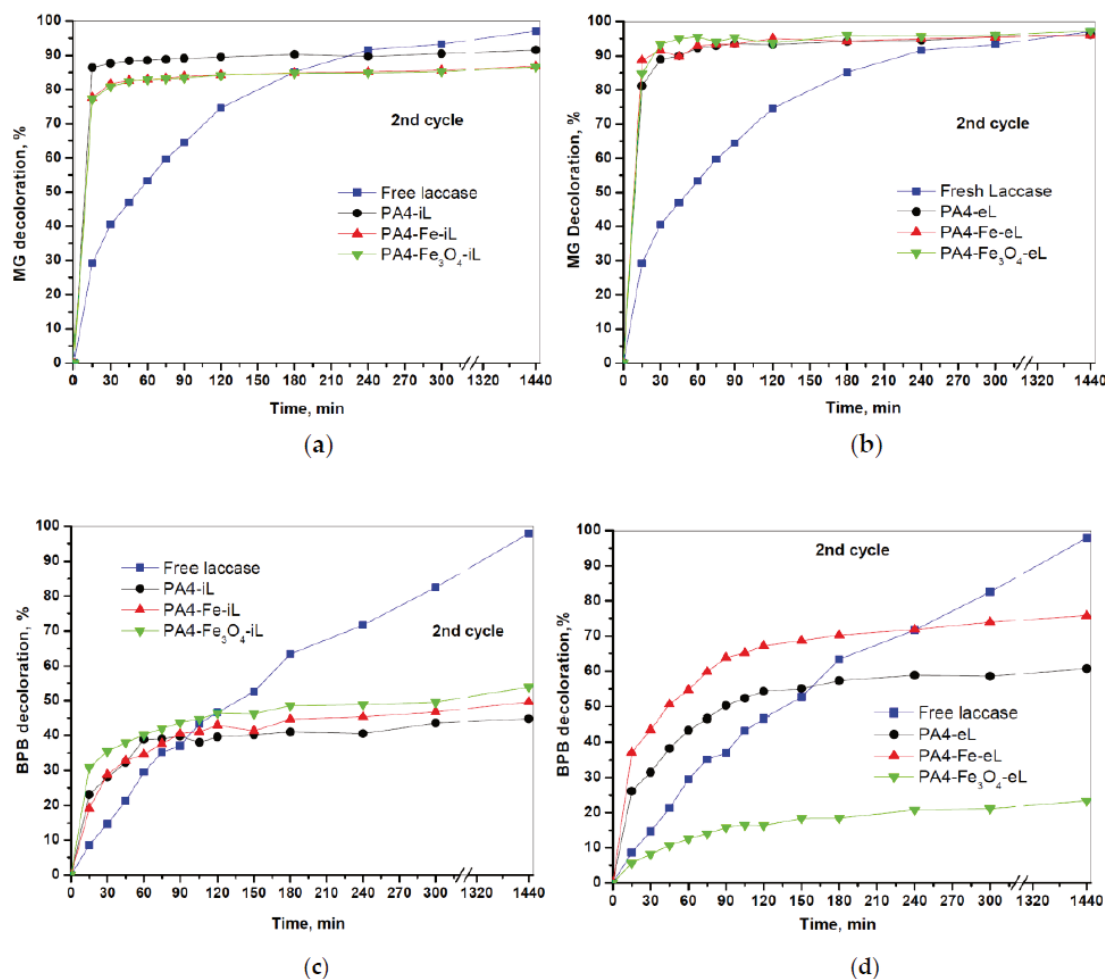 100
90
80
70
60
50
40
30
20
10
0
MG decoloration, %
2nd cycle
Free laccase
PA4-iL
PA4-Fe-iL
PA4-Fe₃O₄-iL
0 30 60 90 120 180 210 240 300 1320 1440
Time, min
(a)
100
90
80
70
60
50
40
30
20
10
0
MG Decoloration, %
2nd cycle
Fresh Laccase
PA4-eL
PA4-Fe-eL
PA4-Fe₃O₄-eL
0 30 60 90 120 150 180 210 240 300 1320 1440
Time, min
(b)
100
90
80
70
60
50
40
30
20
10
0
BPB decoloration, %
Free laccase
PA4-iL
PA4-Fe-iL
PA4-Fe₃O₄-iL
2nd cycle
0 30 60 90 120 150 180 240 300 1320 1440
Time, min
(c)
100
90
80
70
60
50
40
30
20
10
0
BPB decoloration,%
2nd cycle
Free laccase
PA4-eL
PA4-Fe-eL
PA4-Fe₃O₄-eL
0 30 60 90 120 150 180 240 300 1320 1440
Time, min
(d)